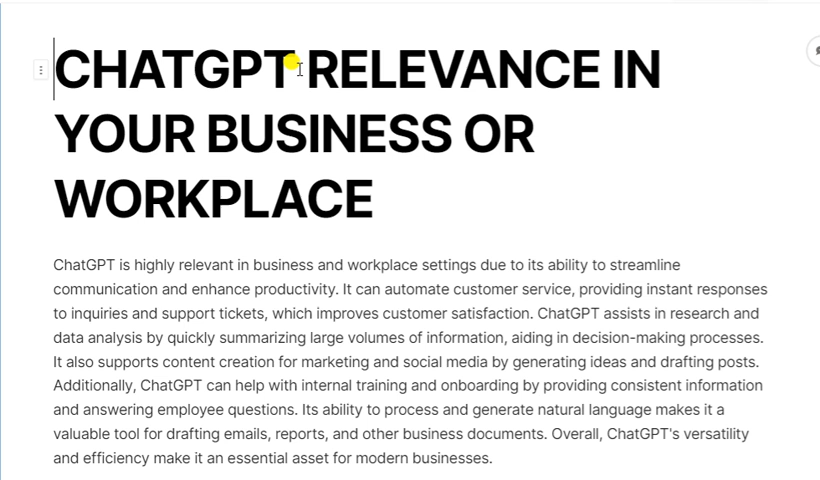 CHATGPT RELEVANCE IN
YOUR BUSINESS OR
WORKPLACE
ChatGPT is highly relevant in business and workplace settings due to its ability to streamline
communication and enhance productivity. It can automate customer service, providing instant responses
to inquiries and support tickets, which improves customer satisfaction. ChatGPT assists in research and
data analysis by quickly summarizing large volumes of information, aiding in decision-making processes.
It also supports content creation for marketing and social media by generating ideas and drafting posts.
Additionally, ChatGPT can help with internal training and onboarding by providing consistent information
and answering employee questions. Its ability to process and generate natural language makes it a
valuable tool for drafting emails, reports, and other business documents. Overall, ChatGPT's versatility
and efficiency make it an essential asset for modern businesses.